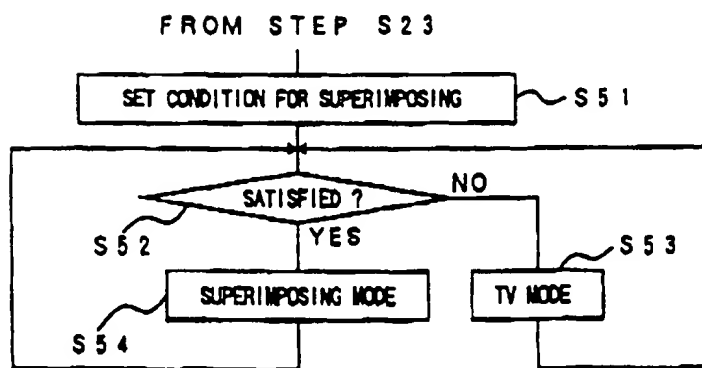 FROM STEP S23
SET CONDITION FOR SUPERIMPOSING
S51
SATISFIED ?
NO
S52
YES
S53
SUPERIMPOSING MODE
TV MODE
S54